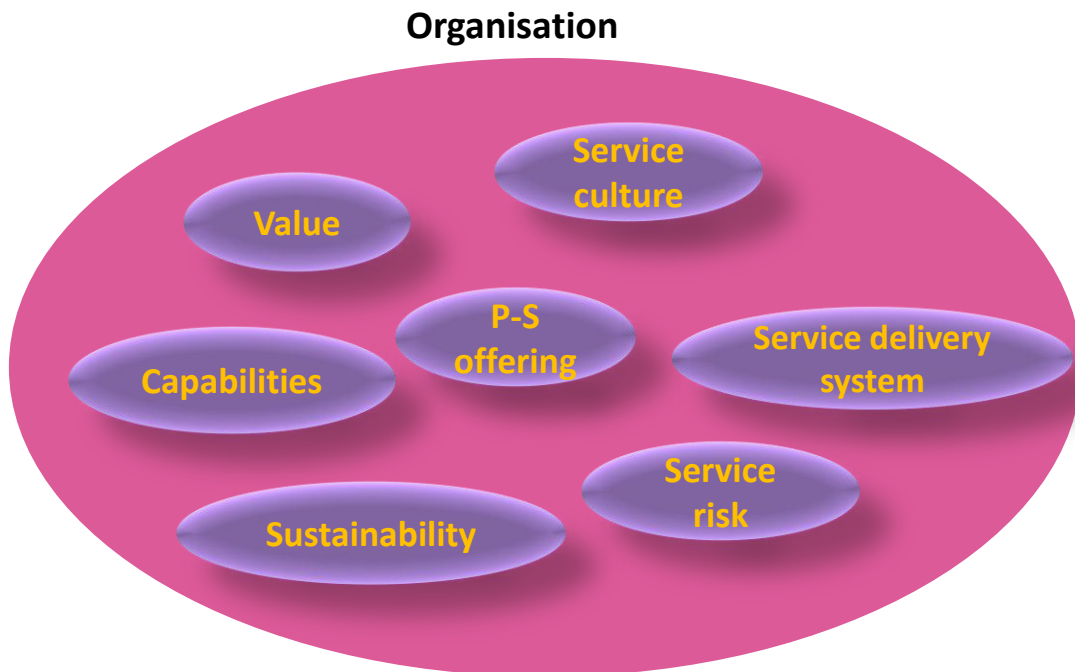 Organisation
Service
culture
Value
P-S
offering
Service delivery
system
Capabilities
Service
risk
Sustainability